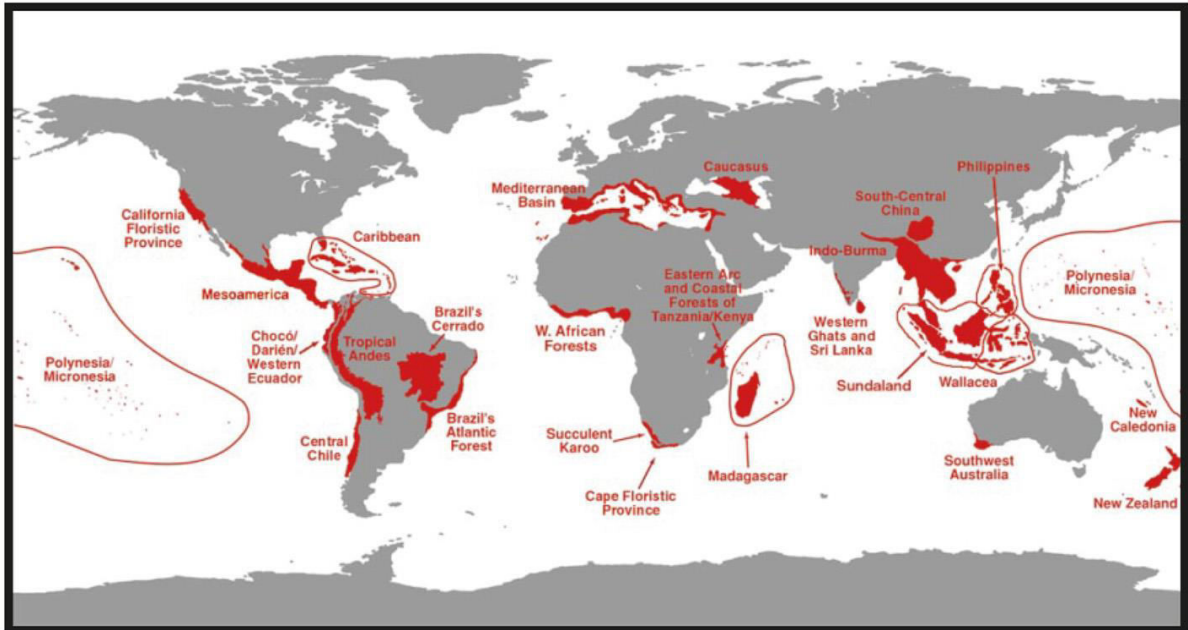 Caucasus
Philippines
Mediterranean
Basin
South-Central
China
California
Floristic
Province
Caribbean
Indo-Burma
Eastern Arc
and Coastal
Forests of
Tanzania/Kenya
Polynesia/
Micronesia
Mesoamerica
Brazil's
Cerrado
W. African
Forests
Western
Ghats and
Sri Lanka
Chocó/
Darién/
Western
Ecuador
Tropical
Andes
Polynesia/
Micronesia
Sundaland
Wallacea
Brazil's
Atlantic
Forest
New
Caledonia
Central
Chile
Succulent
Karoo
Madagascar
Southwest
Australia
Cape Floristic
Province
New Zealand